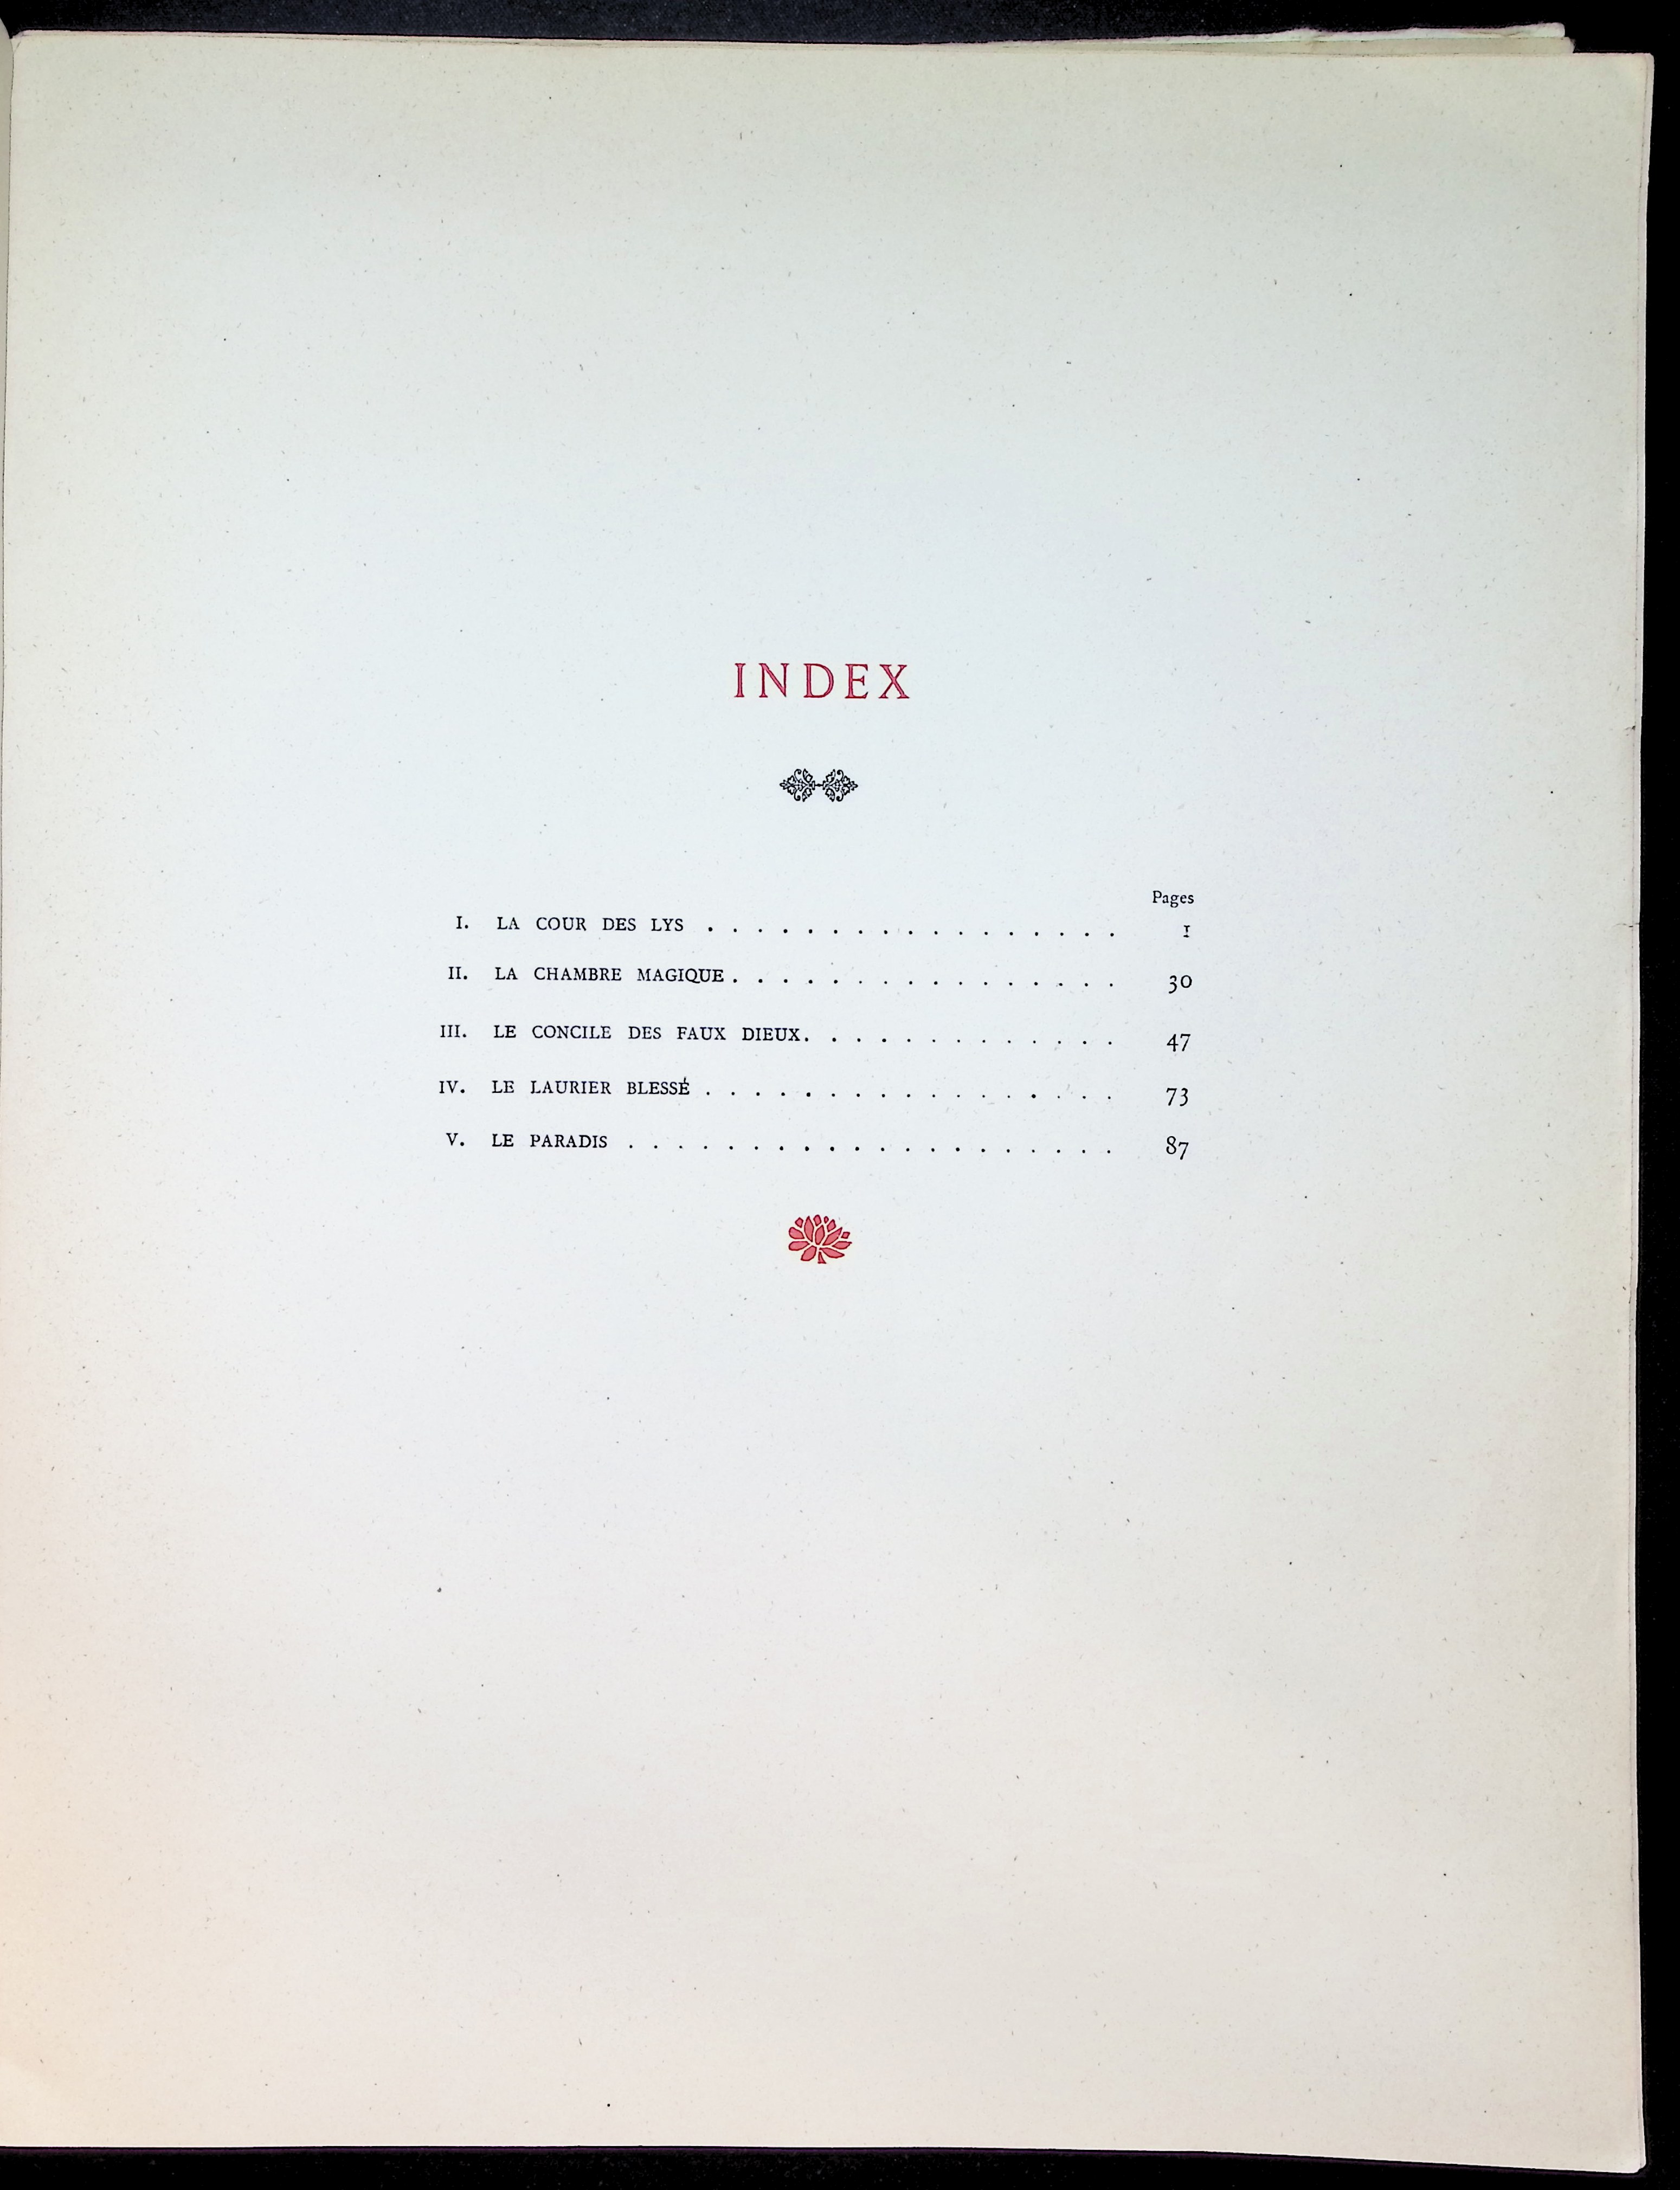 INDEX
Pages
I. LA COUR DES LYS . . . . . . . . . . . . . . . . . 1
II. LA CHAMBRE MAGIQUE . . . . . . . . . . . . . . . . 30
III. LE CONCILE DES FAUX DIEUX . . . . . . . . . . . . . 47
IV. LE LAURIER BLESSÉ . . . . . . . . . . . . . . . . . 73
V. LE PARADIS . . . . . . . . . . . . . . . . . . . . 87